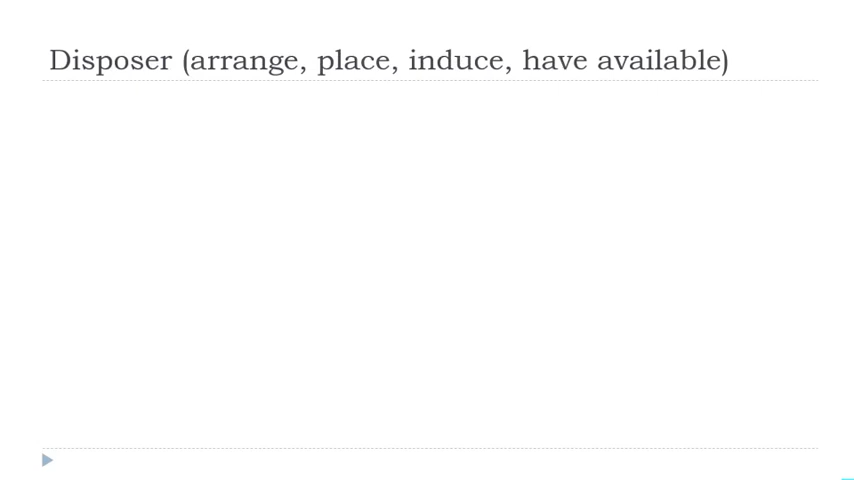 Disposer (arrange, place, induce, have available)